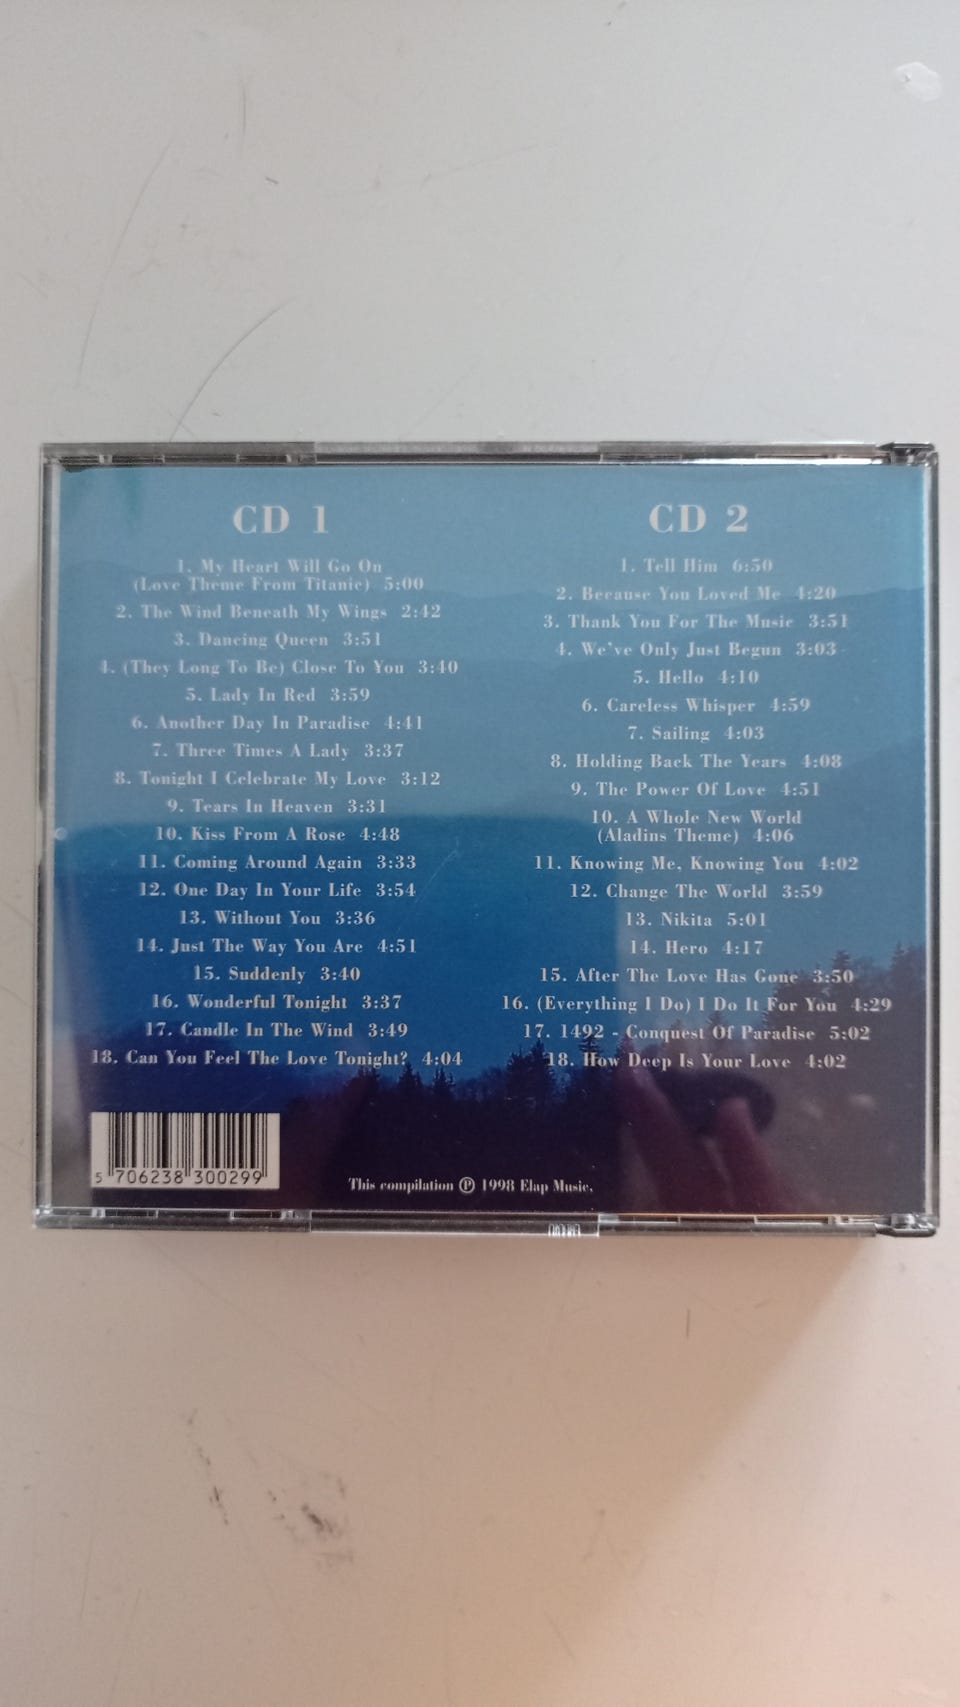 CD 1
1. My Heart Will Go On
(Love Theme From Titanic) 5:00
2. The Wind Beneath My Wings 2:42
3. Dancing Queen 3:51
4. (They Long To Be) Close To You 3:40
5. Lady In Red 3:59
6. Another Day In Paradise 4:41
7. Three Times A Lady 3:37
8. Tonight I Celebrate My Love 3:12
9. Tears In Heaven 3:31
10. Kiss From A Rose 4:48
11. Coming Around Again 3:33
12. One Day In Your Life 3:54
13. Without You 3:36
14. Just The Way You Are 4:51
15. Suddenly 3:40
16. Wonderful Tonight 3:37
17. Candle In The Wind 3:49
18. Can You Feel The Love Tonight? 4:04
CD 2
1. Tell Him 6:50
2. Because You Loved Me 4:20
3. Thank You For The Music 3:51
4. We've Only Just Begun 3:03
5. Hello 4:10
6. Careless Whisper 4:59
7. Sailing 4:03
8. Holding Back The Years 4:08
9. The Power Of Love 4:51
10. A Whole New World
(Aladins Theme) 4:06
11. Knowing Me, Knowing You 4:02
12. Change The World 3:59
13. Nikita 5:01
14. Hero 4:17
15. After The Love Has Gone 3:50
16. (Everything I Do) I Do It For You 4:29
17. 1492 - Conquest Of Paradise 5:02
18. How Deep Is Your Love 4:02
5 706238 300299
This compilation ℗ 1998 Elap Music.